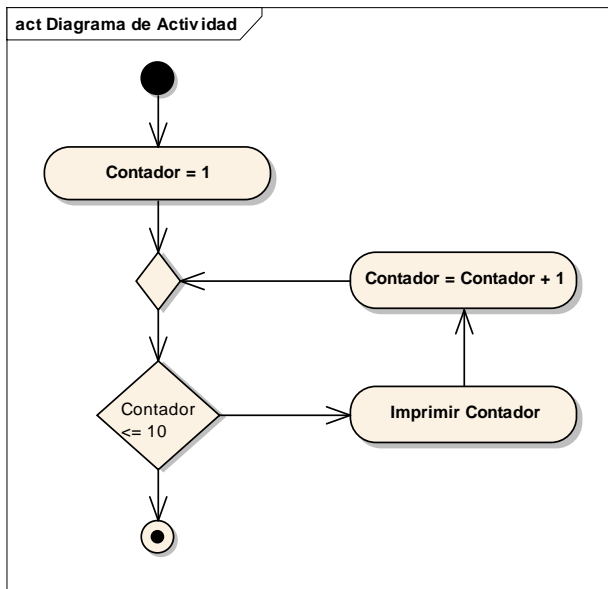 act Diagrama de Actividad
Contador = 1
Contador = Contador + 1
Contador
<= 10
Imprimir Contador